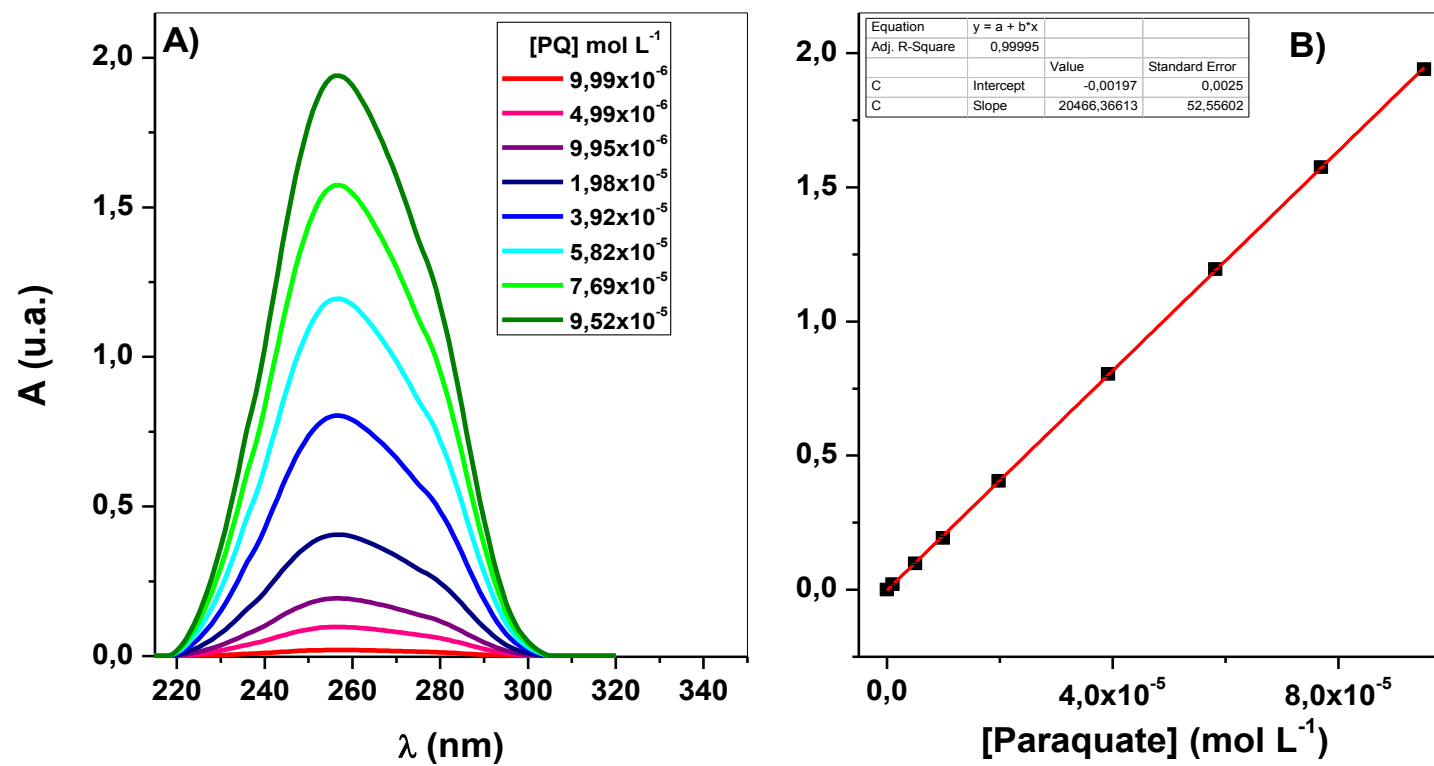 A)
[PQ] mol L⁻¹
9,99x10⁻⁶
4,99x10⁻⁶
9,95x10⁻⁶
1,98x10⁻⁵
3,92x10⁻⁵
5,82x10⁻⁵
7,69x10⁻⁵
9,52x10⁻⁵
2,0
1,5
1,0
0,5
0,0
A (u.a.)
220 240 260 280 300 320 340
λ (nm)
B)
Equation y = a + b*x
Adj. R-Square 0,99995
Value Standard Error
C Intercept -0,00197 0,0025
C Slope 20466,36613 52,55602
2,0
1,5
1,0
0,5
0,0
0,0 4,0x10⁻⁵ 8,0x10⁻⁵
[Paraquate] (mol L⁻¹)